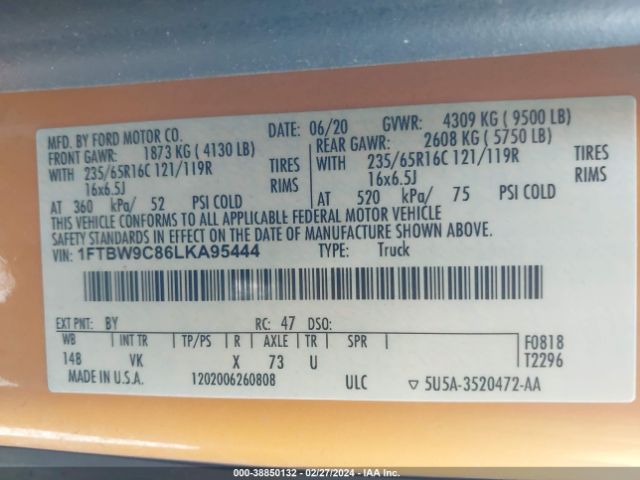 MFD. BY FORD MOTOR CO.
DATE: 06/20 GVWR: 4309 KG ( 9500 LB)
FRONT GAWR: 1873 KG ( 4130 LB)
REAR GAWR: 2608 KG ( 5750 LB)
WITH 235/65R16C 121/119R TIRES
WITH 235/65R16C 121/119R TIRES
16x6.5J RIMS
16x6.5J RIMS
AT 360 kPa/ 52 PSI COLD
AT 520 kPa/ 75 PSI COLD
THIS VEHICLE CONFORMS TO ALL APPLICABLE FEDERAL MOTOR VEHICLE
SAFETY STANDARDS IN EFFECT ON THE DATE OF MANUFACTURE SHOWN ABOVE.
VIN: 1FTBW9C86LKA95444 TYPE: Truck
EXT PNT: BY RC: 47 DSO:
WB INT TR TP/PS R AXLE TR SPR F0818
148 VK X 73 U T2296
MADE IN U.S.A. 1202006260808 ULC ▽ 5U5A-3520472-AA
000-38850132 - 02/27/2024 - IAA Inc.